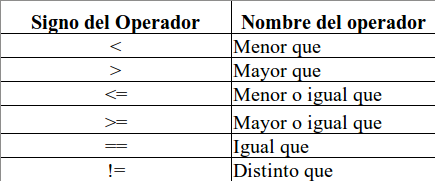 Signo del Operador Nombre del operador
< Menor que
> Mayor que
<= Menor o igual que
>= Mayor o igual que
== Igual que
!= Distinto que